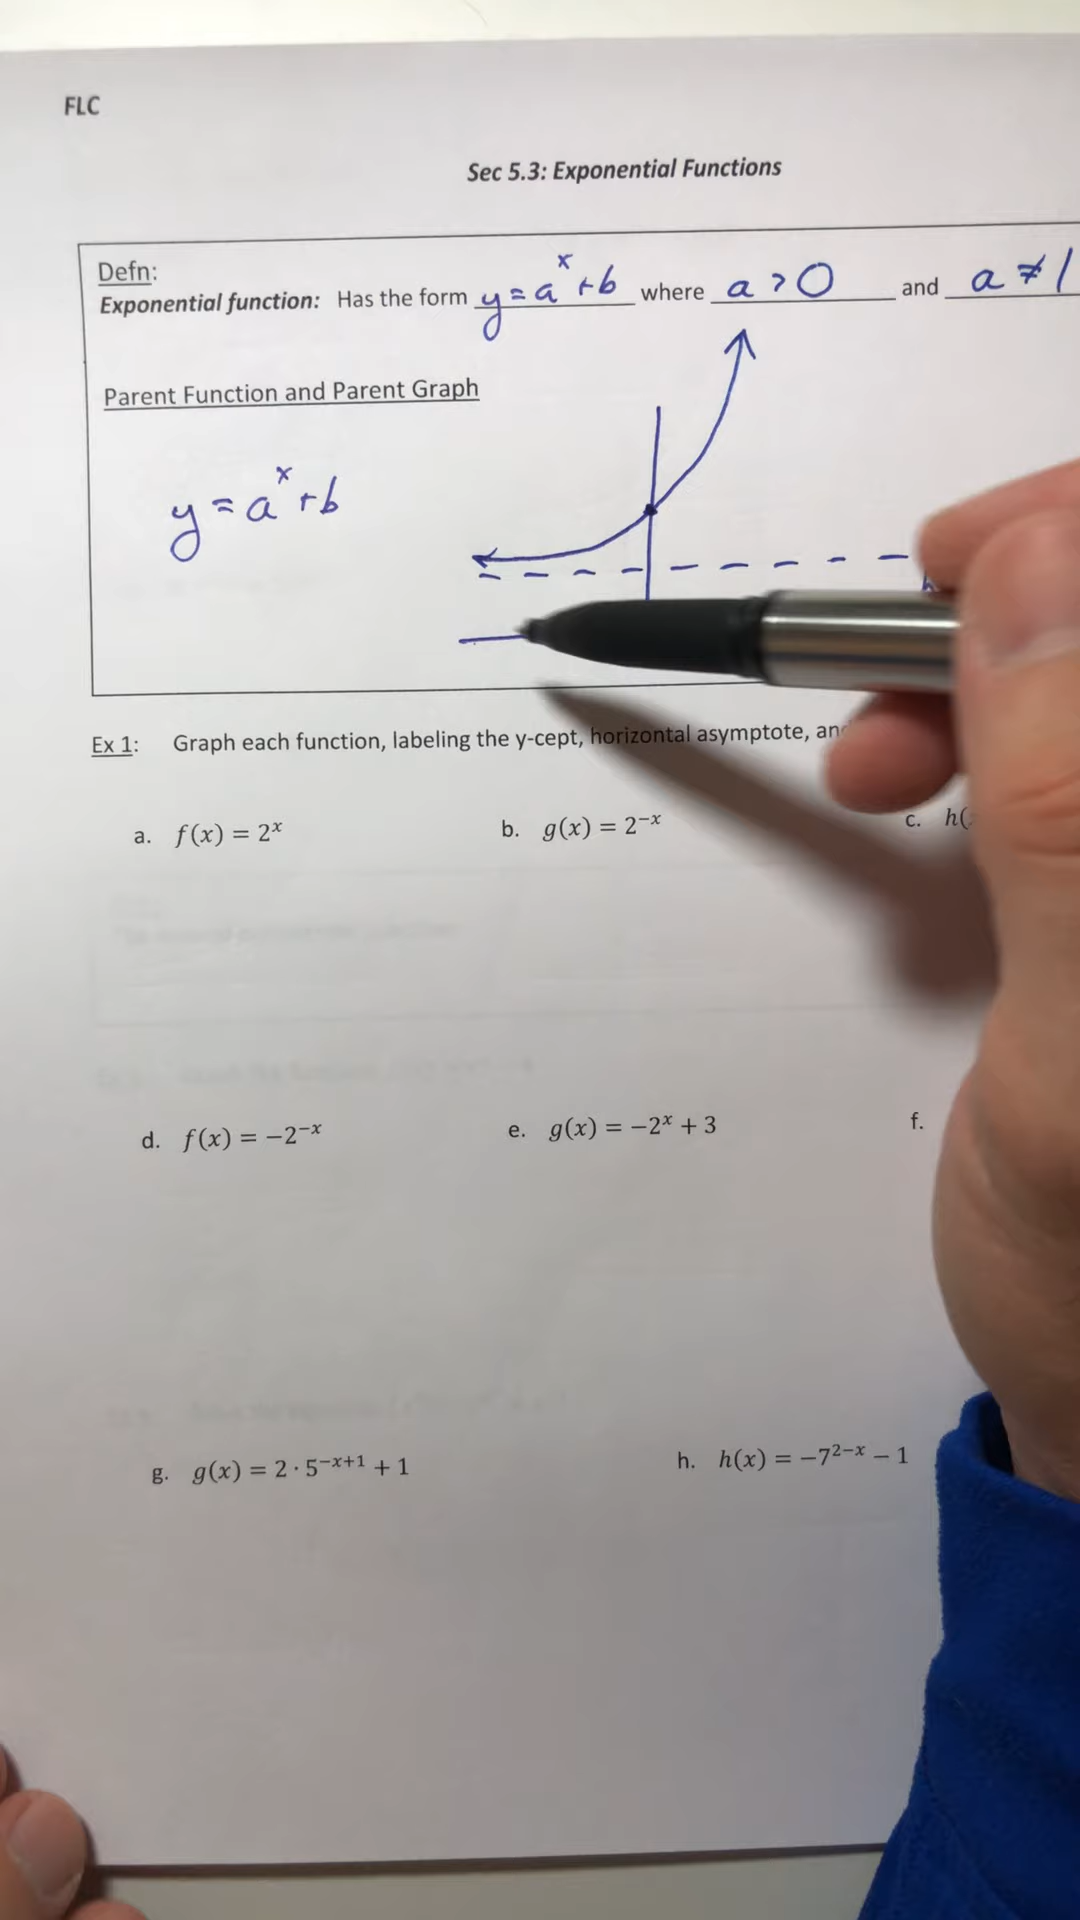 FLC
Sec 5.3: Exponential Functions
Defn:
Exponential function: Has the form y = a^x + b where a > 0 and a ≠ 1
Parent Function and Parent Graph
y = a^x + b
Ex 1: Graph each function, labeling the y-cept, horizontal asymptote,
a. f(x) = 2^x b. g(x) = 2^{-x} c. h(
d. f(x) = −2^{-x} e. g(x) = −2^x + 3 f.
g. g(x) = 2 · 5^{-x+1} + 1 h. h(x) = −7^{2-x} − 1